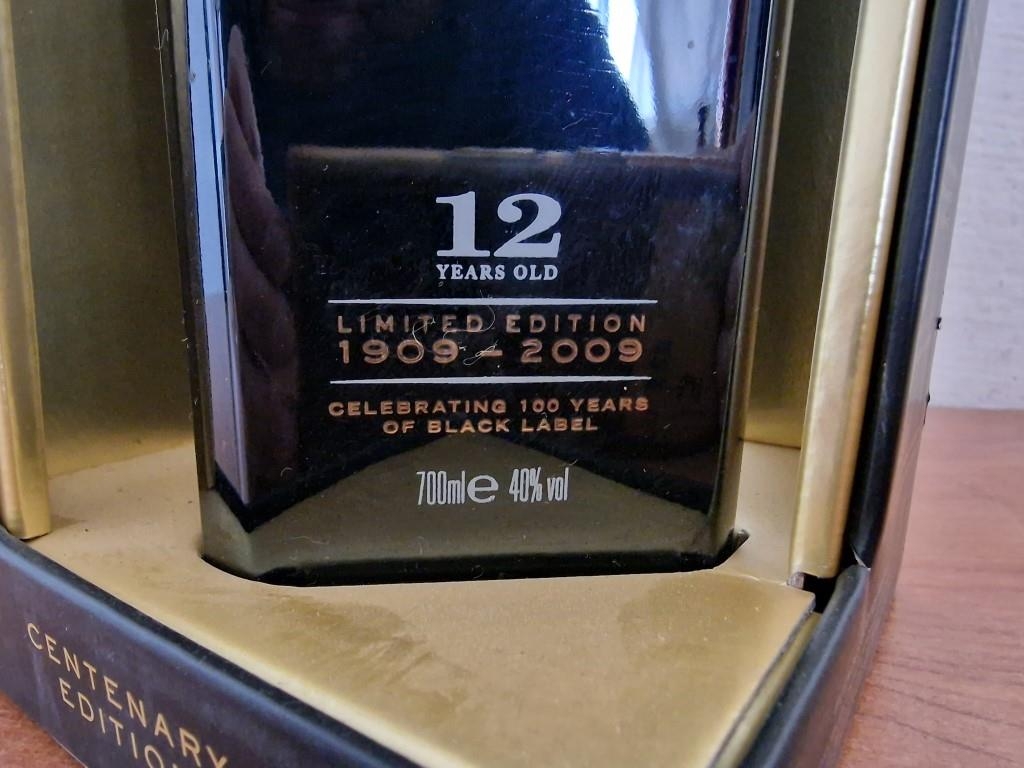 12
YEARS OLD
LIMITED EDITION
1909 - 2009
CELEBRATING 100 YEARS
OF BLACK LABEL
700ml e 40% vol
CENTENARY
EDITION